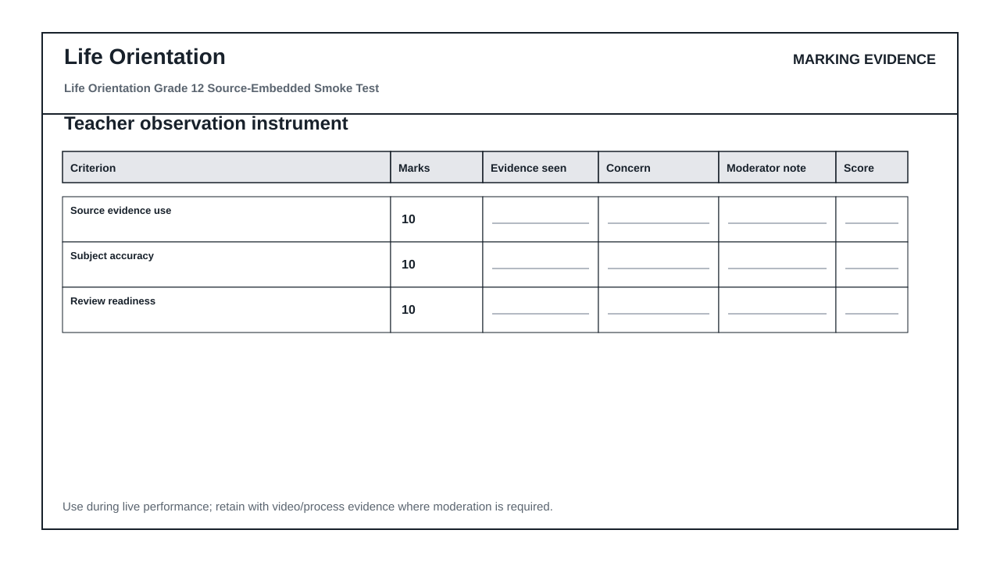 Life Orientation
MARKING EVIDENCE
Life Orientation Grade 12 Source-Embedded Smoke Test
Teacher observation instrument
Criterion Marks Evidence seen Concern Moderator note Score
Source evidence use 10
Subject accuracy 10
Review readiness 10
Use during live performance; retain with video/process evidence where moderation is required.